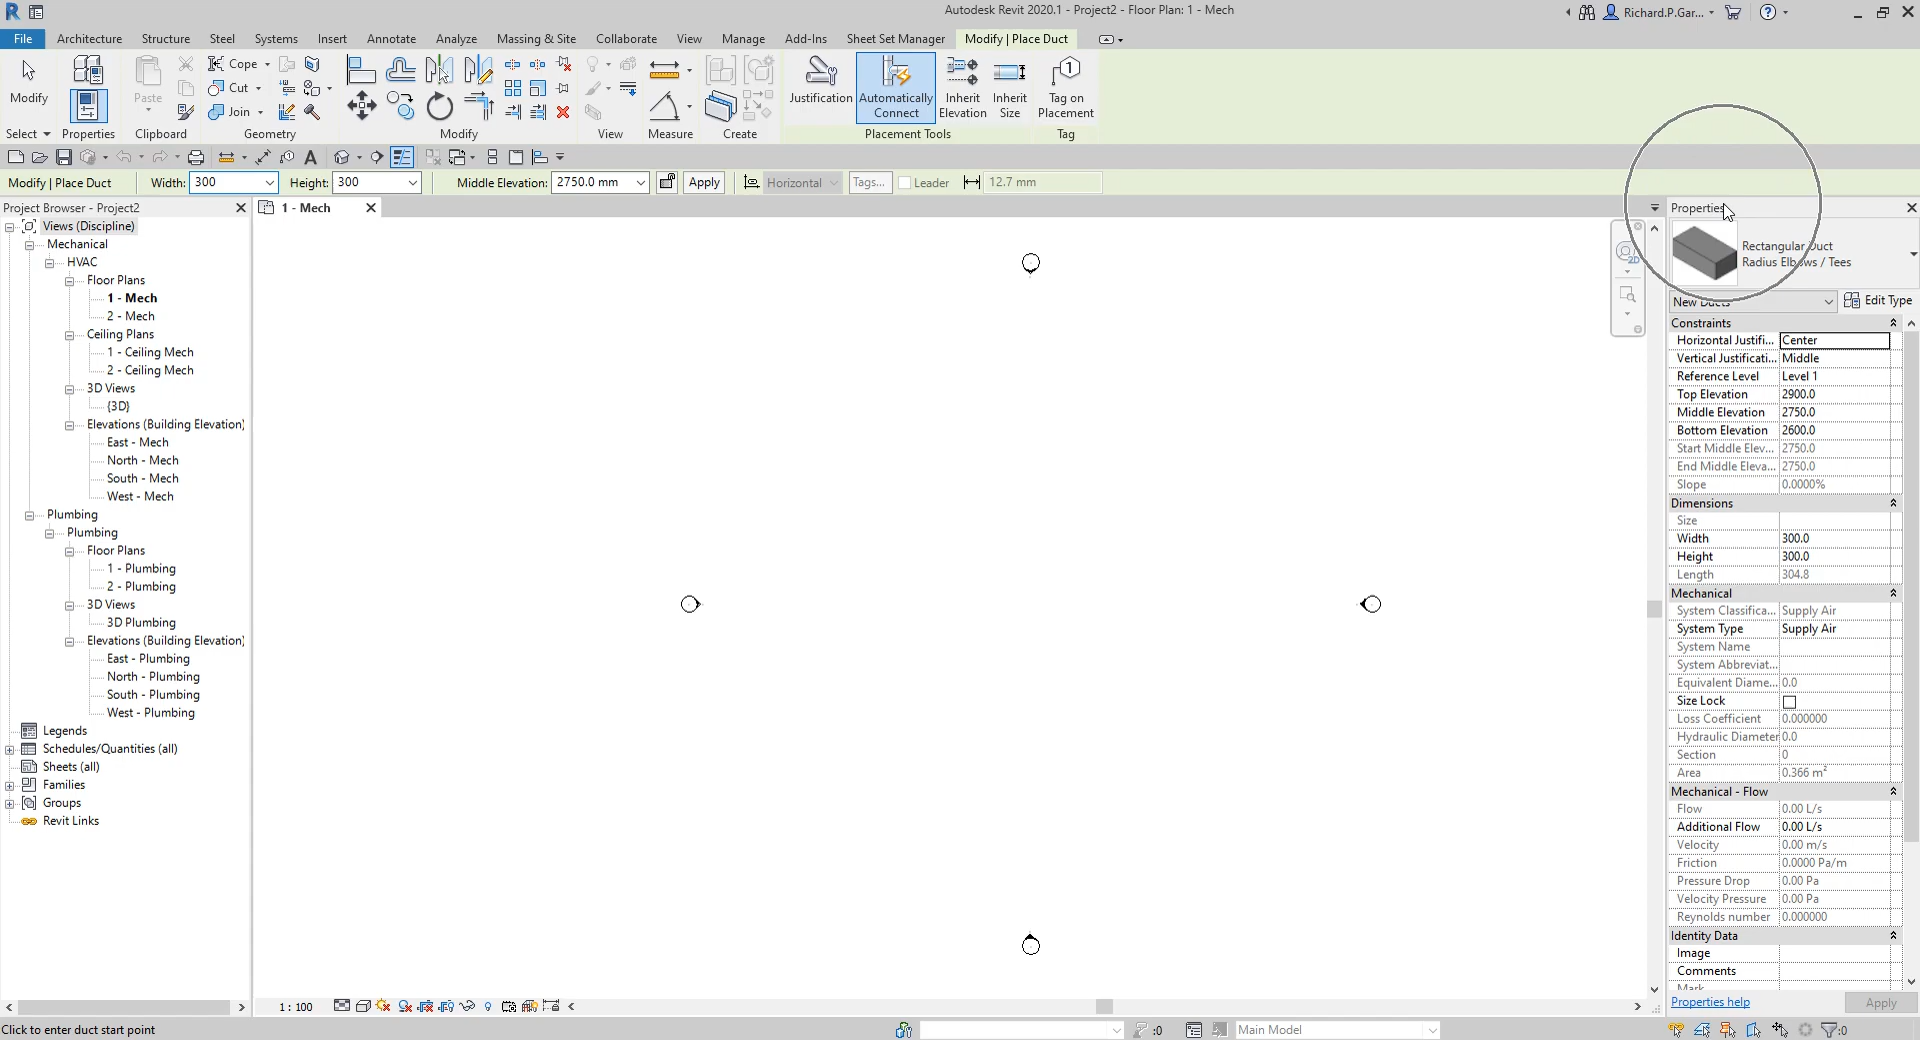 Autodesk Revit 2020.1 - Project2 - Floor Plan: 1 - Mech
Richard.P.Gar...
File Architecture Structure Steel Systems Insert Annotate Analyze Massing & Site Collaborate View Manage Add-Ins Sheet Set Manager Modify | Place Duct
Modify
Paste
Cope
Cut
Join
Justification
Automatically
Connect
Inherit
Elevation
Inherit
Size
Tag on
Placement
Select Properties Clipboard Geometry Modify View Measure Create Placement Tools Tag
Modify | Place Duct Width: 300 Height: 300 Middle Elevation: 2750.0 mm Apply Horizontal Tags... Leader 12.7 mm
Project Browser - Project2
Views (Discipline)
Mechanical
HVAC
Floor Plans
1 - Mech
2 - Mech
Ceiling Plans
1 - Ceiling Mech
2 - Ceiling Mech
3D Views
{3D}
Elevations (Building Elevation)
East - Mech
North - Mech
South - Mech
West - Mech
Plumbing
Plumbing
Floor Plans
1 - Plumbing
2 - Plumbing
3D Views
3D Plumbing
Elevations (Building Elevation)
East - Plumbing
North - Plumbing
South - Plumbing
West - Plumbing
Legends
Schedules/Quantities (all)
Sheets (all)
Families
Groups
Revit Links
1 - Mech
2D
Properties
Rectangular Duct
Radius Elbows / Tees
New Ducts Edit Type
Constraints
Horizontal Justifi... Center
Vertical Justificati... Middle
Reference Level Level 1
Top Elevation 2900.0
Middle Elevation 2750.0
Bottom Elevation 2600.0
Start Middle Elev... 2750.0
End Middle Eleva... 2750.0
Slope 0.0000%
Dimensions
Size
Width 300.0
Height 300.0
Length 304.8
Mechanical
System Classifica... Supply Air
System Type Supply Air
System Name
System Abbreviat...
Equivalent Diame... 0.0
Size Lock
Loss Coefficient 0.000000
Hydraulic Diameter 0.0
Section 0
Area 0.366 m²
Mechanical - Flow
Flow 0.00 L/s
Additional Flow 0.00 L/s
Velocity 0.00 m/s
Friction 0.0000 Pa/m
Pressure Drop 0.00 Pa
Velocity Pressure 0.00 Pa
Reynolds number 0.000000
Identity Data
Image
Comments
Mark
Properties help Apply
1 : 100
Click to enter duct start point
:0
Main Model
:0